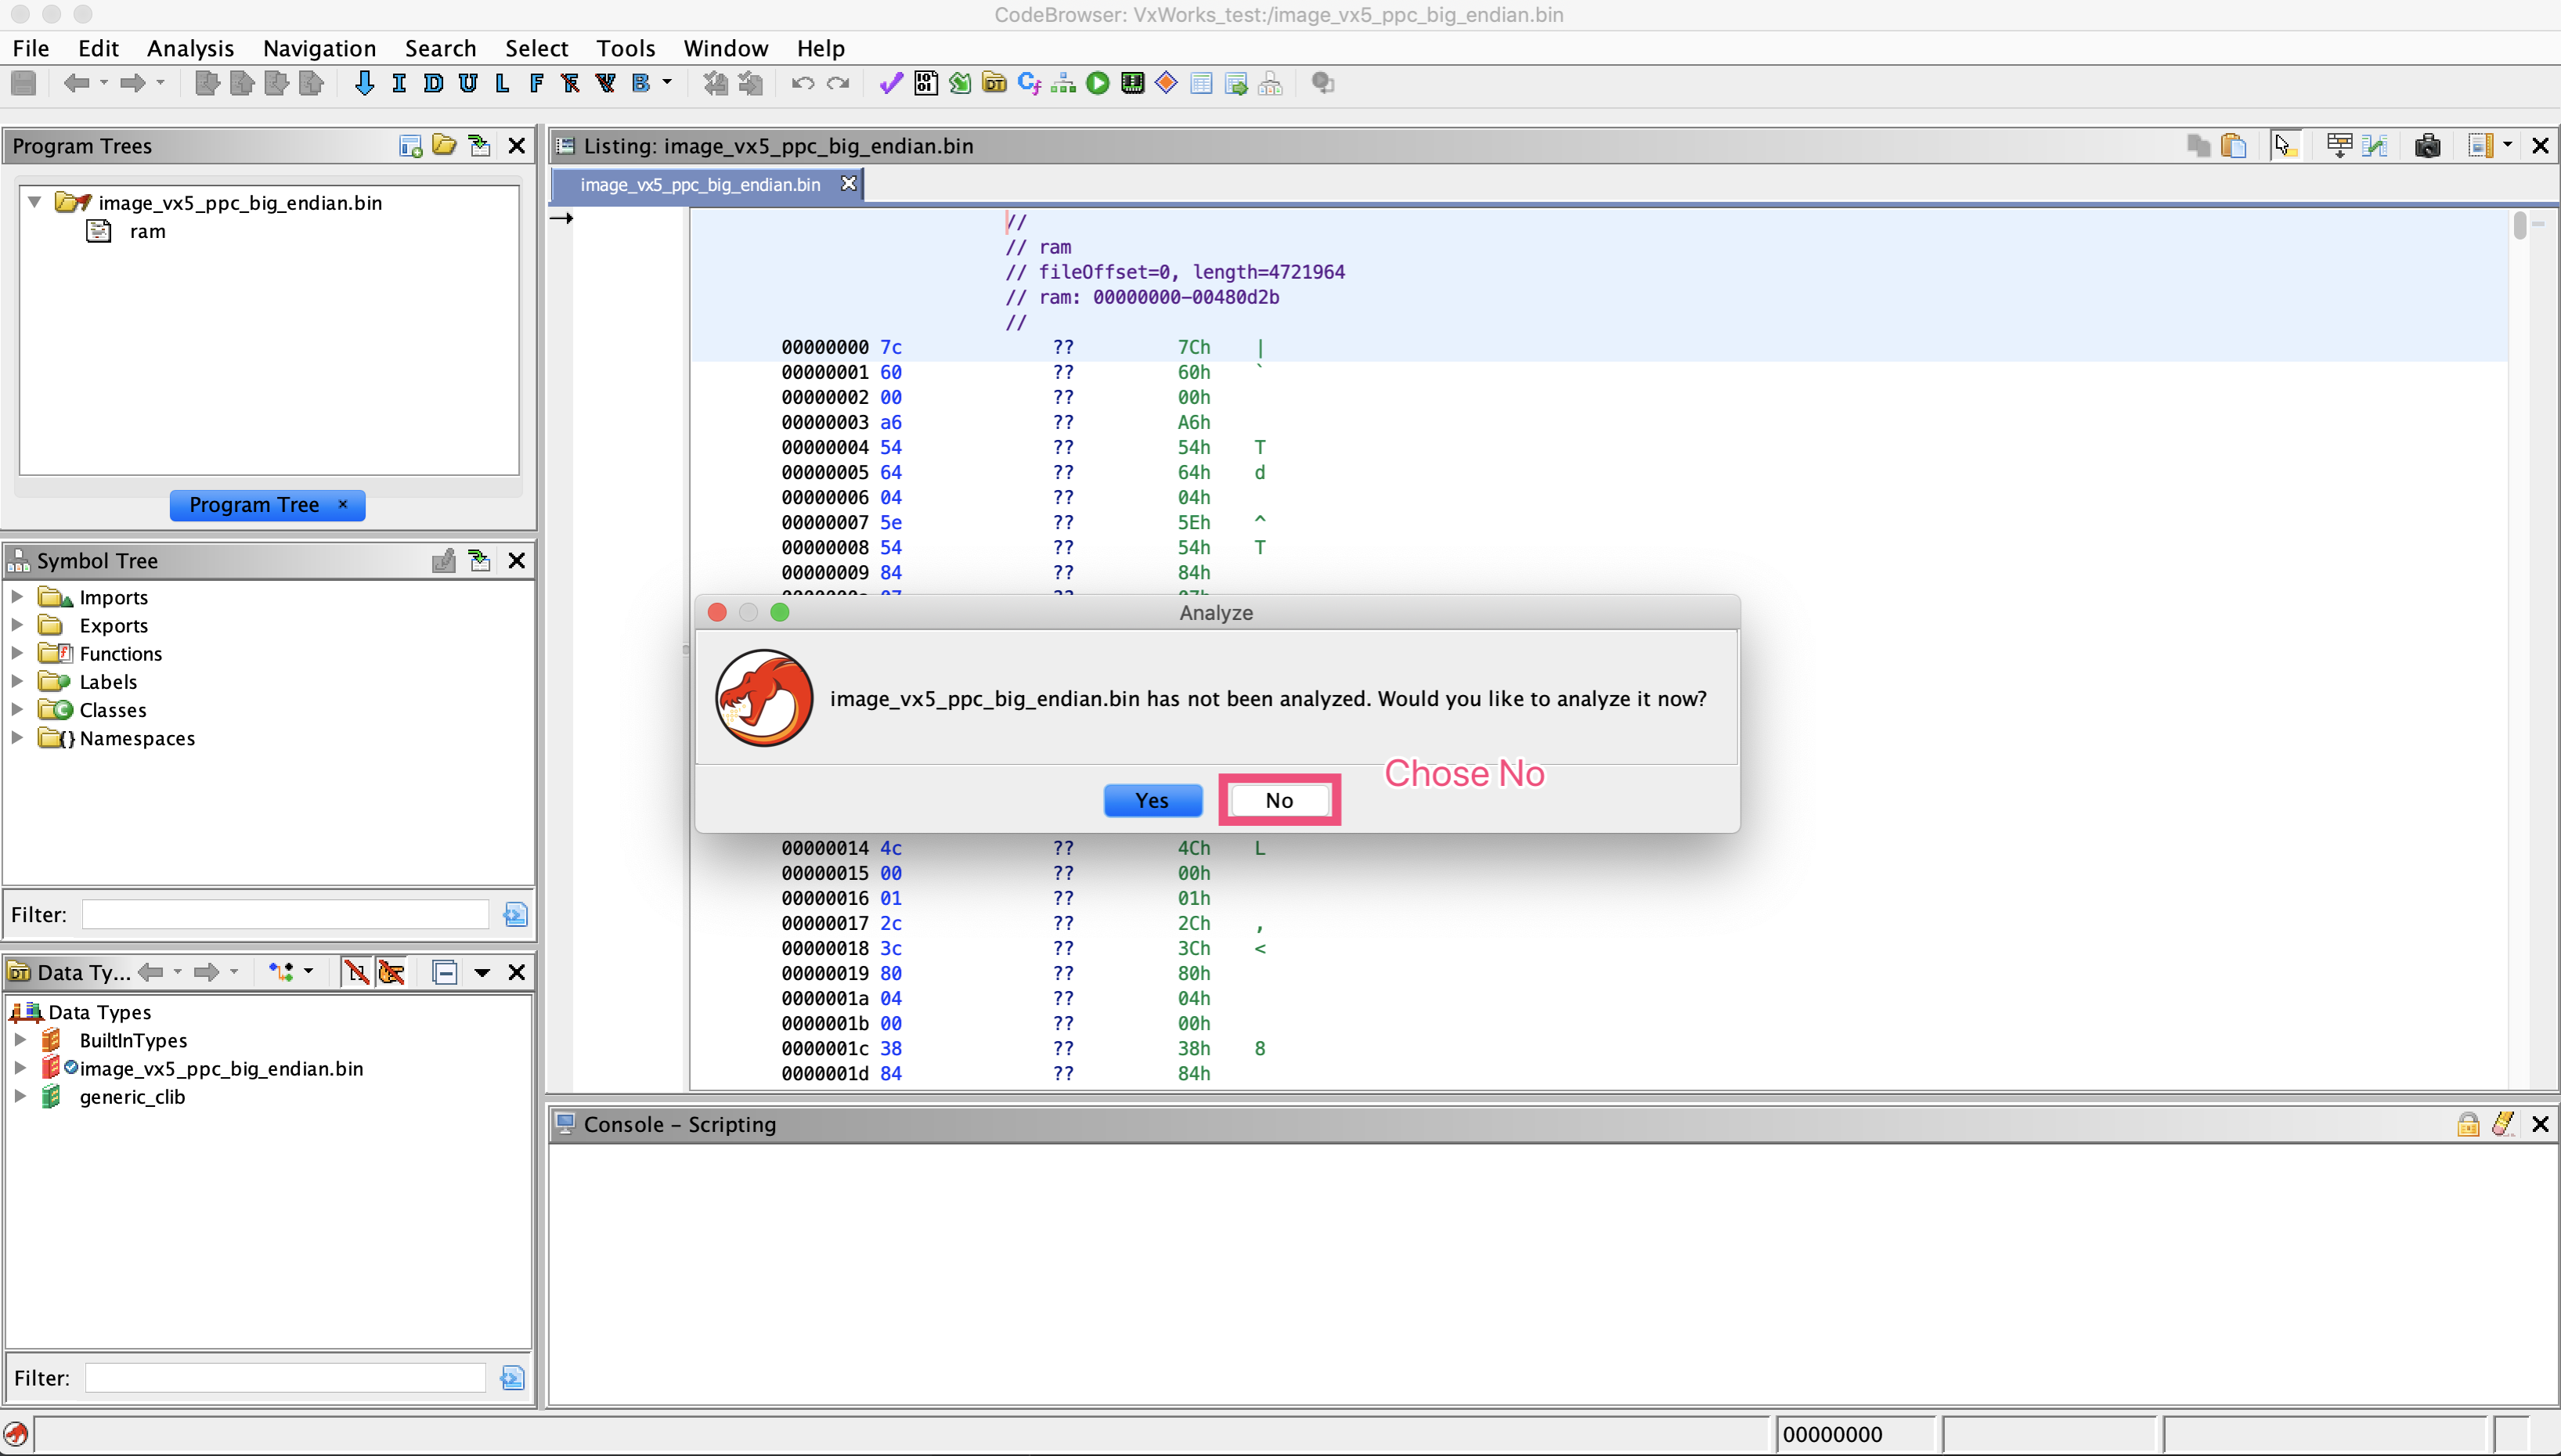 CodeBrowser: VxWorks_test:/image_vx5_ppc_big_endian.bin
File Edit Analysis Navigation Search Select Tools Window Help
I D U L F B
Program Trees
image_vx5_ppc_big_endian.bin
ram
Program Tree ×
Symbol Tree
Imports
Exports
Functions
Labels
Classes
Namespaces
Filter:
Data Ty...
Data Types
BuiltInTypes
image_vx5_ppc_big_endian.bin
generic_clib
Filter:
Listing: image_vx5_ppc_big_endian.bin
image_vx5_ppc_big_endian.bin
//
// ram
// fileOffset=0, length=4721964
// ram: 00000000-00480d2b
//
00000000 7c ?? 7Ch |
00000001 60 ?? 60h `
00000002 00 ?? 00h
00000003 a6 ?? A6h
00000004 54 ?? 54h T
00000005 64 ?? 64h d
00000006 04 ?? 04h
00000007 5e ?? 5Eh ^
00000008 54 ?? 54h T
00000009 84 ?? 84h
Analyze
image_vx5_ppc_big_endian.bin has not been analyzed. Would you like to analyze it now?
Chose No
Yes No
00000014 4c ?? 4Ch L
00000015 00 ?? 00h
00000016 01 ?? 01h
00000017 2c ?? 2Ch ,
00000018 3c ?? 3Ch <
00000019 80 ?? 80h
0000001a 04 ?? 04h
0000001b 00 ?? 00h
0000001c 38 ?? 38h 8
0000001d 84 ?? 84h
Console - Scripting
00000000